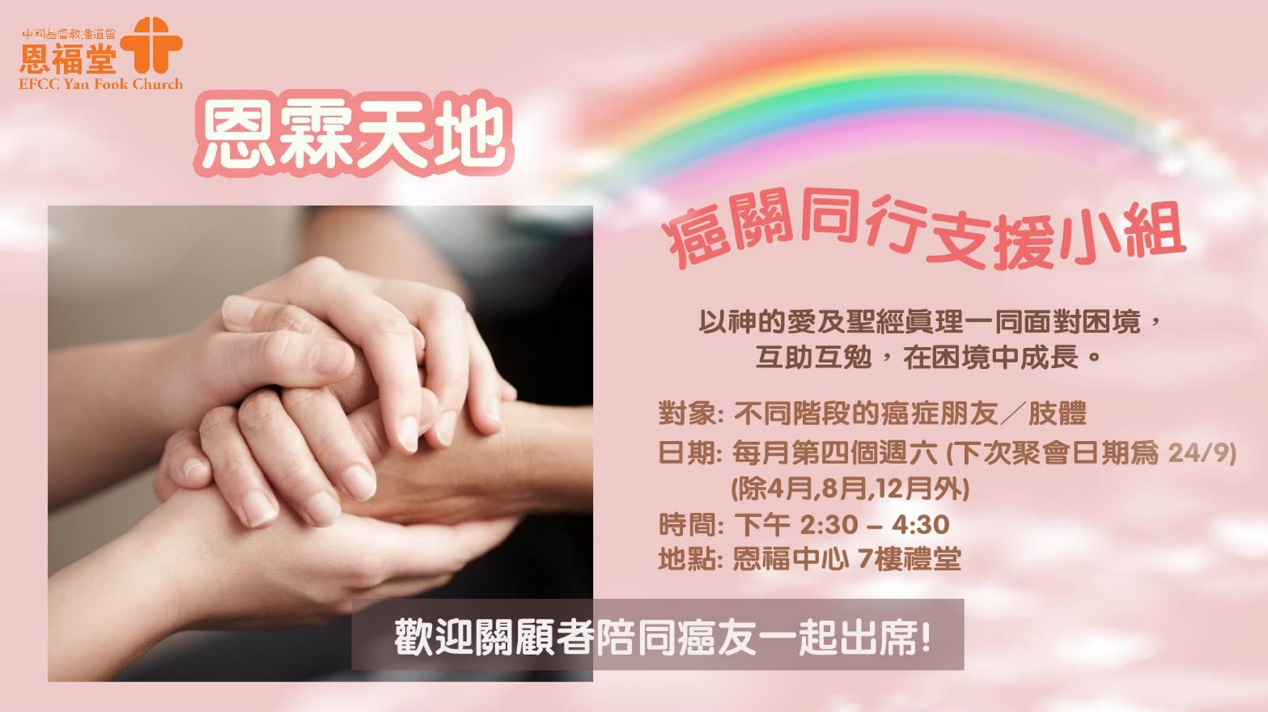 中國基督教播道會
恩福堂
EFCC Yan Fook Church
恩霖天地
癌關同行支援小組
以神的愛及聖經眞理一同面對困境，
互助互勉，在困境中成長。
對象: 不同階段的癌症朋友／肢體
日期: 每月第四個週六 (下次聚會日期爲 24/9)
(除4月,8月,12月外)
時間: 下午 2:30 – 4:30
地點: 恩福中心 7樓禮堂
歡迎關顧者陪同癌友一起出席!